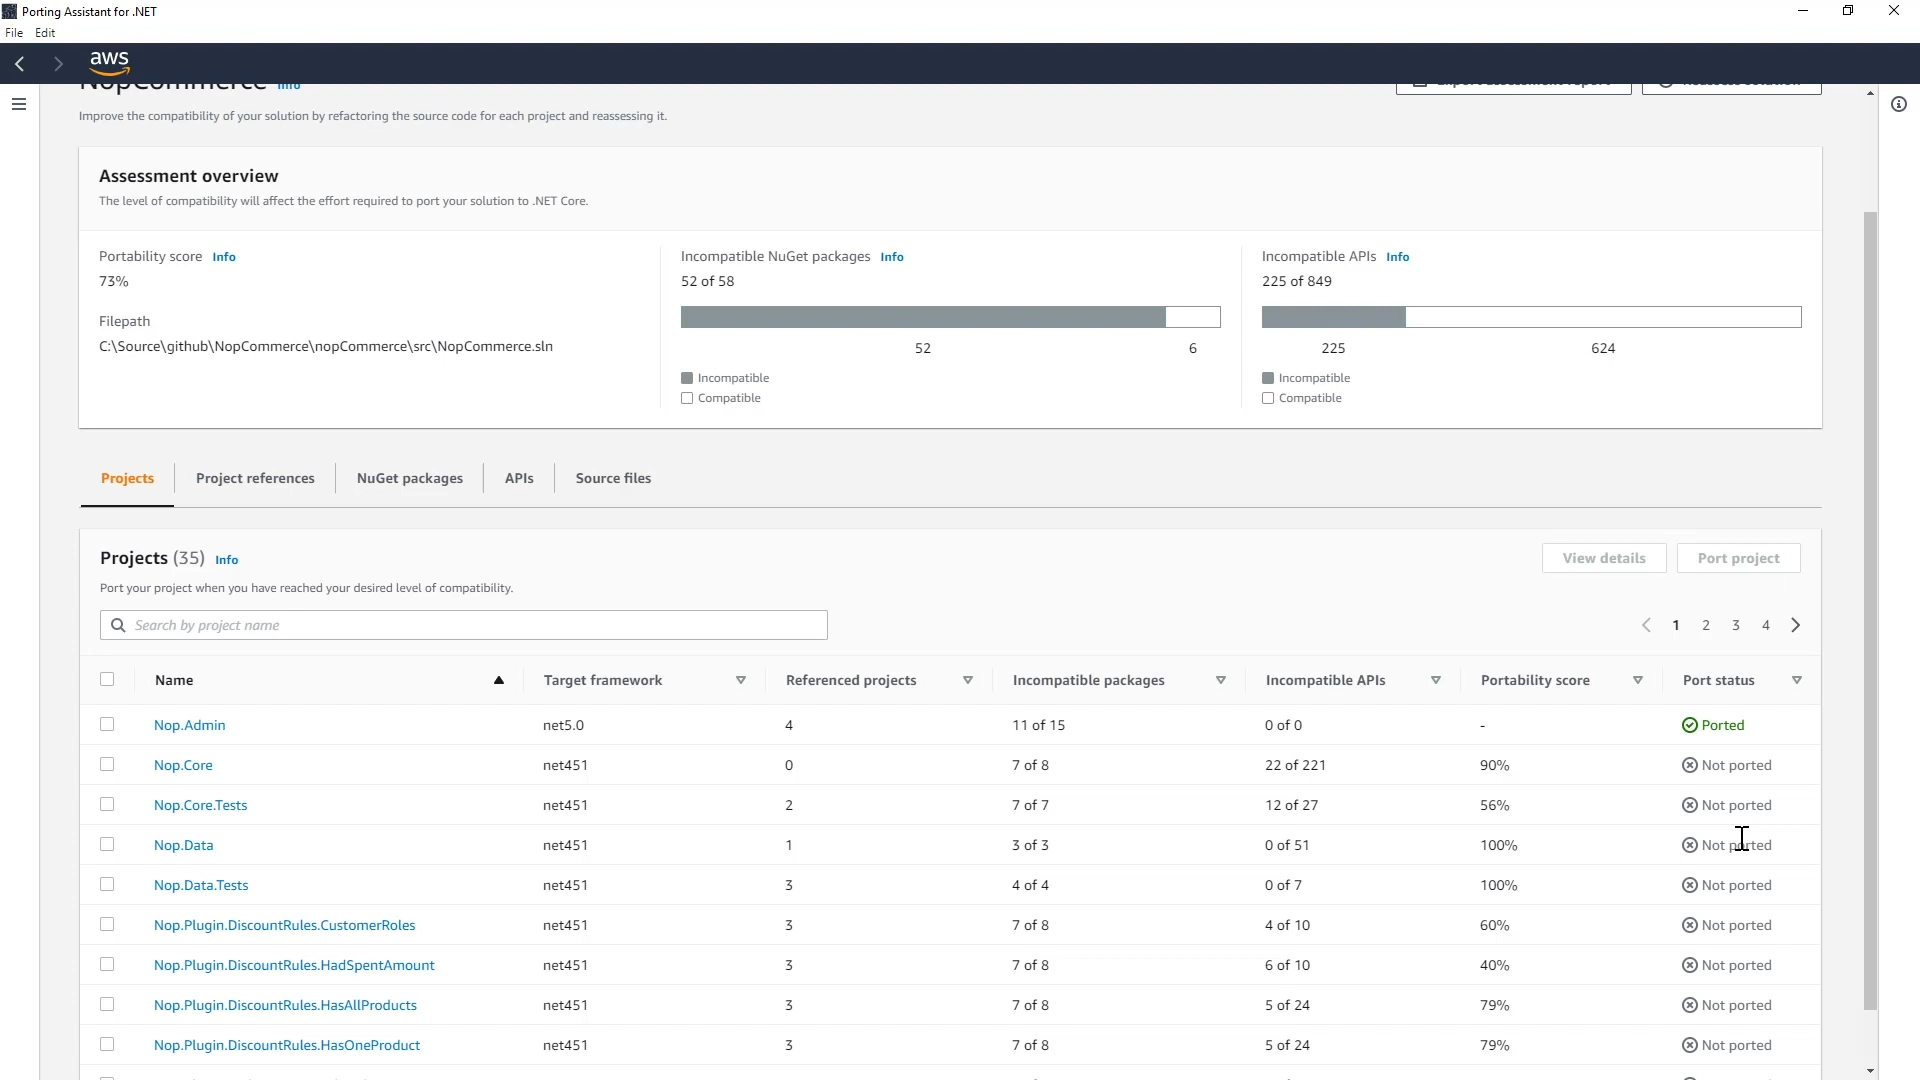 Porting Assistant for .NET
File Edit
aws
NopCommerce Info
Improve the compatibility of your solution by refactoring the source code for each project and reassessing it.
Assessment overview
The level of compatibility will affect the effort required to port your solution to .NET Core.
Portability score Info
73%
Filepath
C:\Source\github\NopCommerce\nopCommerce\src\NopCommerce.sln
Incompatible NuGet packages Info
52 of 58
52 6
Incompatible
Compatible
Incompatible APIs Info
225 of 849
225 624
Incompatible
Compatible
Projects Project references NuGet packages APIs Source files
Projects (35) Info
View details Port project
Port your project when you have reached your desired level of compatibility.
Search by project name
1 2 3 4
Name Target framework Referenced projects Incompatible packages Incompatible APIs Portability score Port status
Nop.Admin net5.0 4 11 of 15 0 of 0 - Ported
Nop.Core net451 0 7 of 8 22 of 221 90% Not ported
Nop.Core.Tests net451 2 7 of 7 12 of 27 56% Not ported
Nop.Data net451 1 3 of 3 0 of 51 100% Not ported
Nop.Data.Tests net451 3 4 of 4 0 of 7 100% Not ported
Nop.Plugin.DiscountRules.CustomerRoles net451 3 7 of 8 4 of 10 60% Not ported
Nop.Plugin.DiscountRules.HadSpentAmount net451 3 7 of 8 6 of 10 40% Not ported
Nop.Plugin.DiscountRules.HasAllProducts net451 3 7 of 8 5 of 24 79% Not ported
Nop.Plugin.DiscountRules.HasOneProduct net451 3 7 of 8 5 of 24 79% Not ported